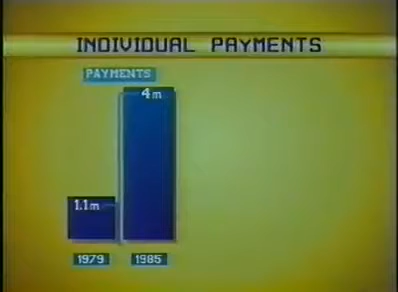 INDIVIDUAL PAYMENTS
PAYMENTS
4m
1.1m
1979 1985